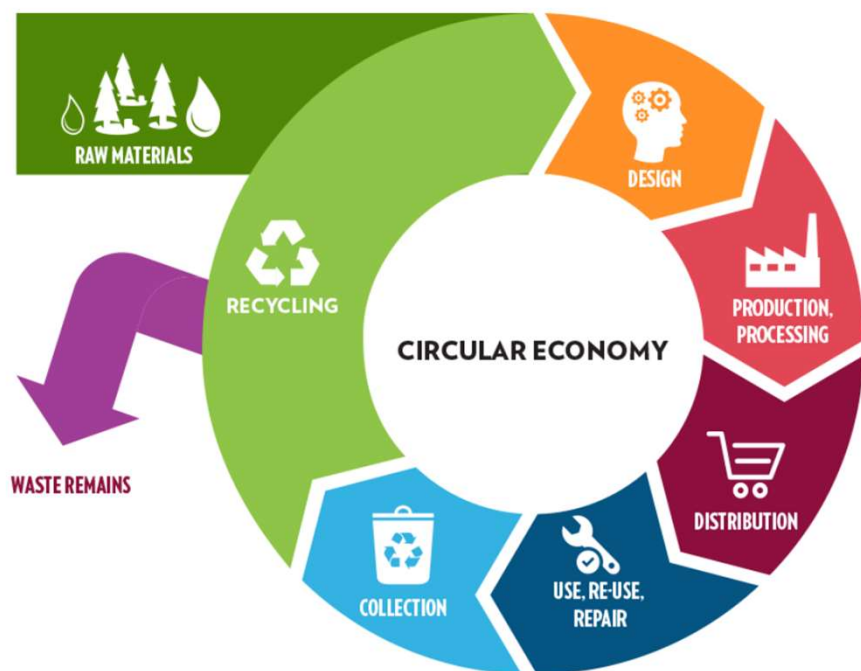 RAW MATERIALS
DESIGN
RECYCLING
PRODUCTION,
PROCESSING
CIRCULAR ECONOMY
WASTE REMAINS
DISTRIBUTION
USE, RE-USE,
REPAIR
COLLECTION